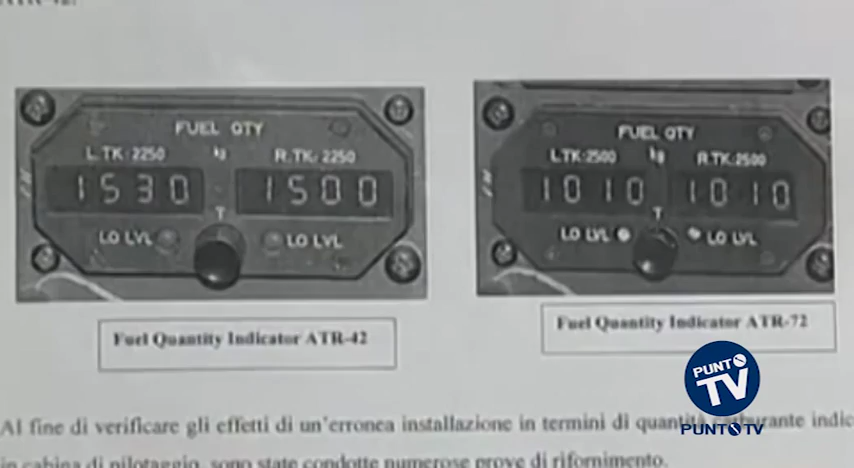 FUEL QTY
L.TK:2250 kg R.TK:2250
1530 1500
T
LO LVL LO LVL
FUEL QTY
L.TK:2500 kg R.TK:2500
1010 1010
T
LO LVL LO LVL
Fuel Quantity Indicator ATR-42
Fuel Quantity Indicator ATR-72
PUNTO
TV
PUNTO TV
Al fine di verificare gli effetti di un'erronea installazione in termini di quantità carburante indic
in cabina di pilotaggio, sono state condotte numerose prove di rifornimento.